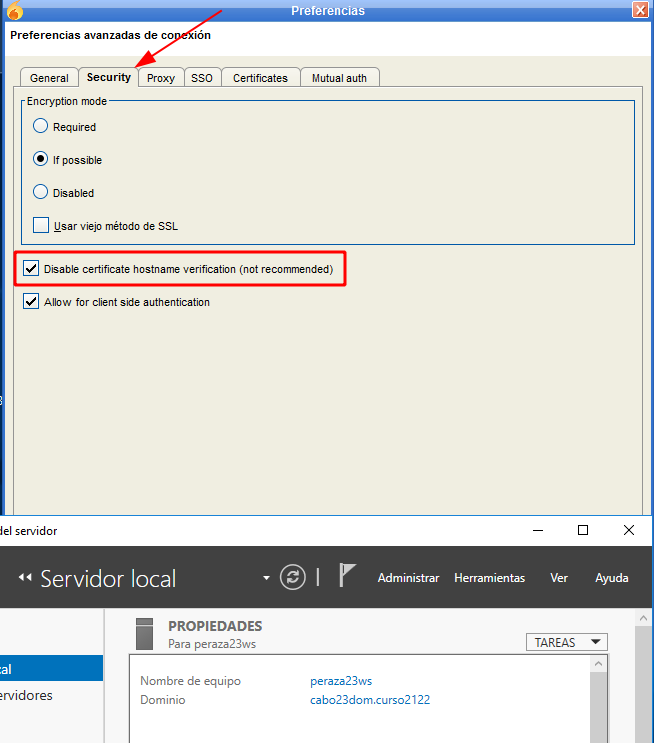 Preferencias
Preferencias avanzadas de conexión
General Security Proxy SSO Certificates Mutual auth
Encryption mode
Required
If possible
Disabled
Usar viejo método de SSL
Disable certificate hostname verification (not recommended)
Allow for client side authentication
del servidor
Servidor local
Administrar Herramientas Ver Ayuda
PROPIEDADES
Para peraza23ws
TAREAS
cal
ervidores
Nombre de equipo peraza23ws
Dominio cabo23dom.curso2122